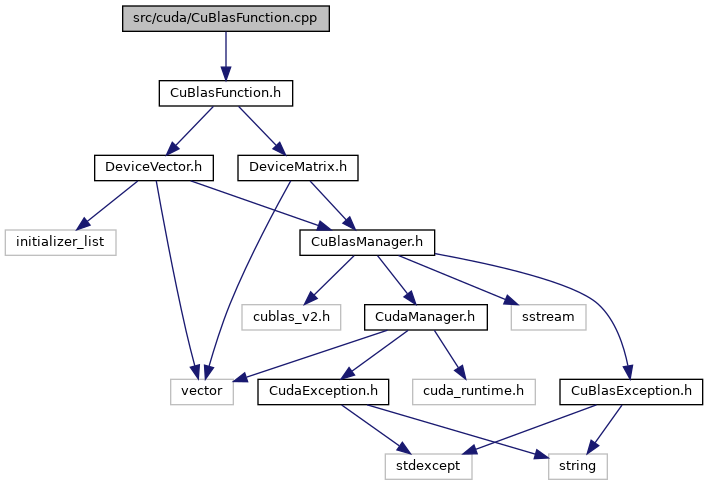 src/cuda/CuBlasFunction.cpp
CuBlasFunction.h
DeviceVector.h
DeviceMatrix.h
initializer_list
CuBlasManager.h
cublas_v2.h
CudaManager.h
sstream
vector
CudaException.h
cuda_runtime.h
CuBlasException.h
stdexcept
string